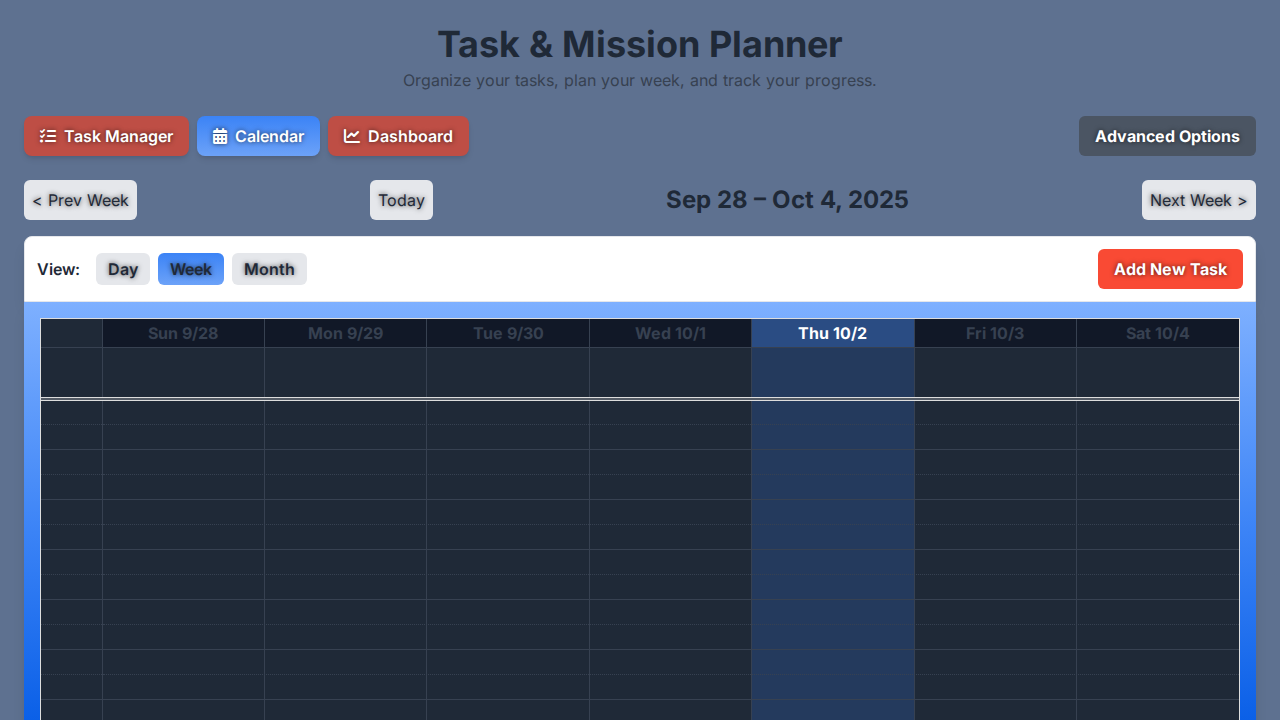 Task & Mission Planner
Organize your tasks, plan your week, and track your progress.
Task Manager
Calendar
Dashboard
Advanced Options
< Prev Week
Today
Sep 28 – Oct 4, 2025
Next Week >
View:
Day
Week
Month
Add New Task
Sun 9/28
Mon 9/29
Tue 9/30
Wed 10/1
Thu 10/2
Fri 10/3
Sat 10/4